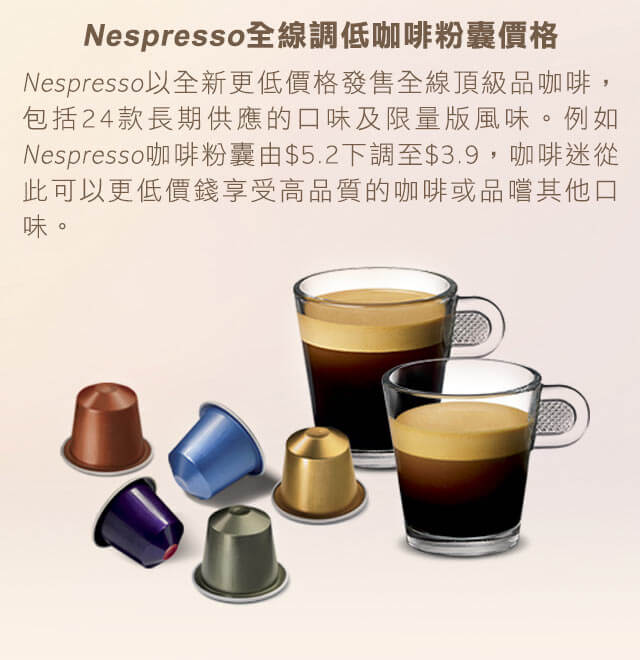 Nespresso全線調低咖啡粉囊價格
Nespresso以全新更低價格發售全線頂級品咖啡，
包括24款長期供應的口味及限量版風味。例如
Nespresso咖啡粉囊由$5.2下調至$3.9，咖啡迷從
此可以更低價錢享受高品質的咖啡或品嚐其他口
味。